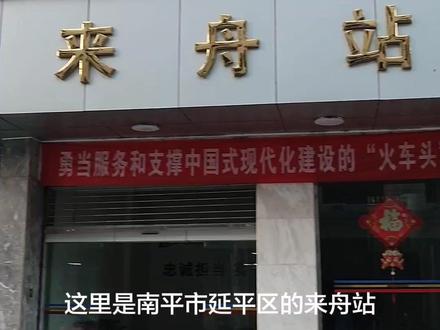 来舟站
勇当服务和支撑中国式现代化建设的“火车头
福
忠诚担当
这里是南平市延平区的来舟站